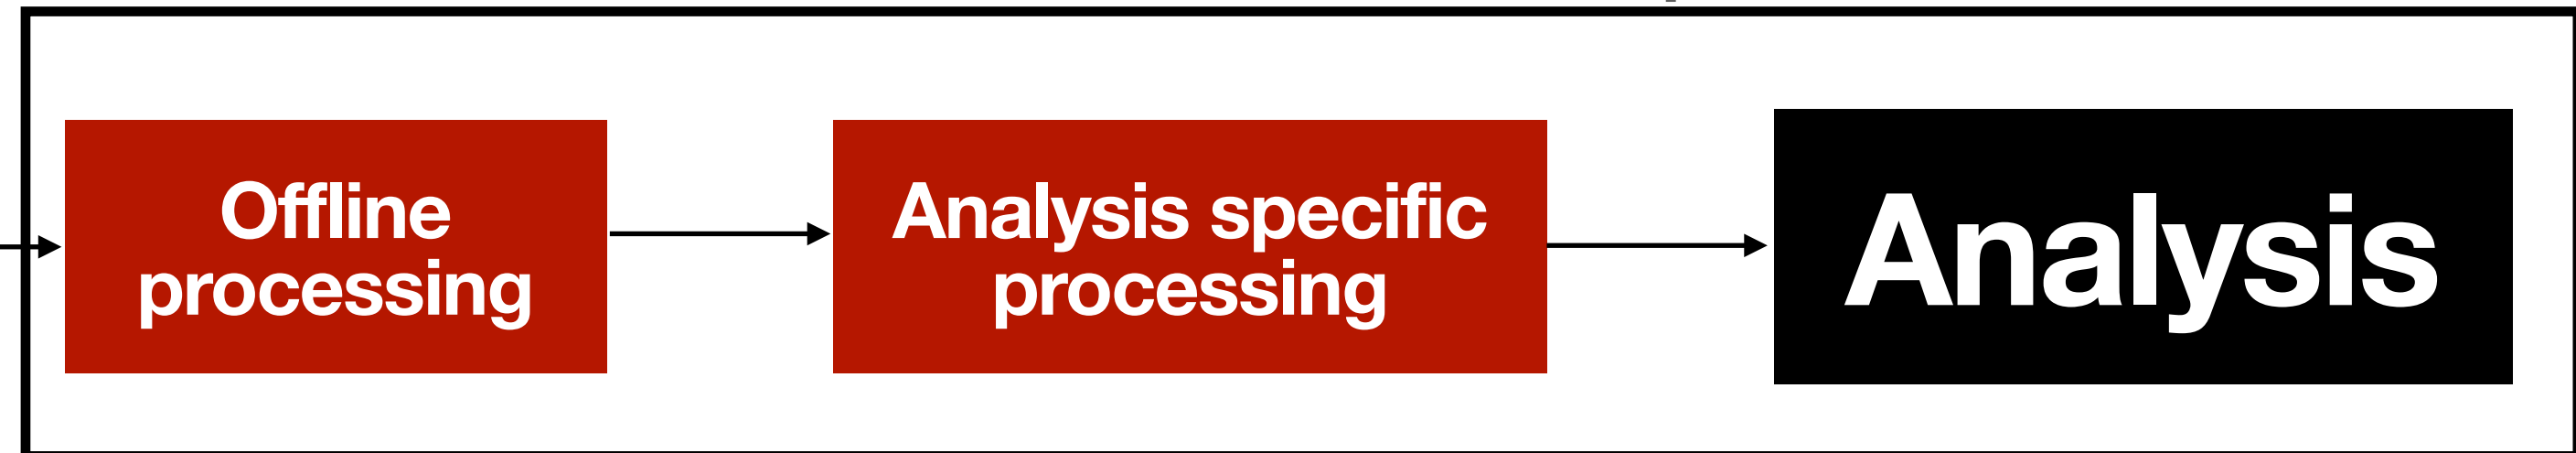 Offline
processing
Analysis specific
processing
Analysis